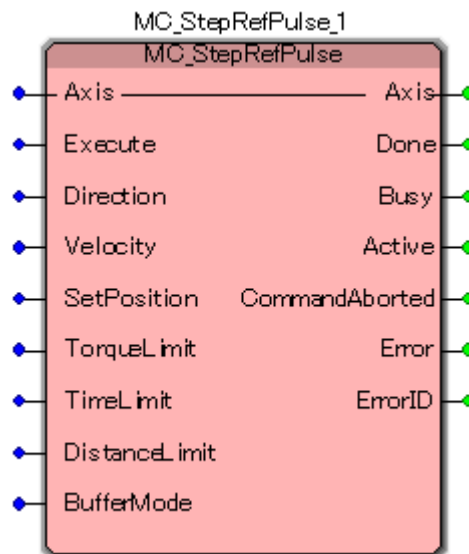 MC_StepRefPulse_1
MC_StepRefPulse
Axis Axis
Execute Done
Direction Busy
Velocity Active
SetPosition CommandAborted
TorqueLimit Error
TimeLimit ErrorID
DistanceLimit
BufferMode